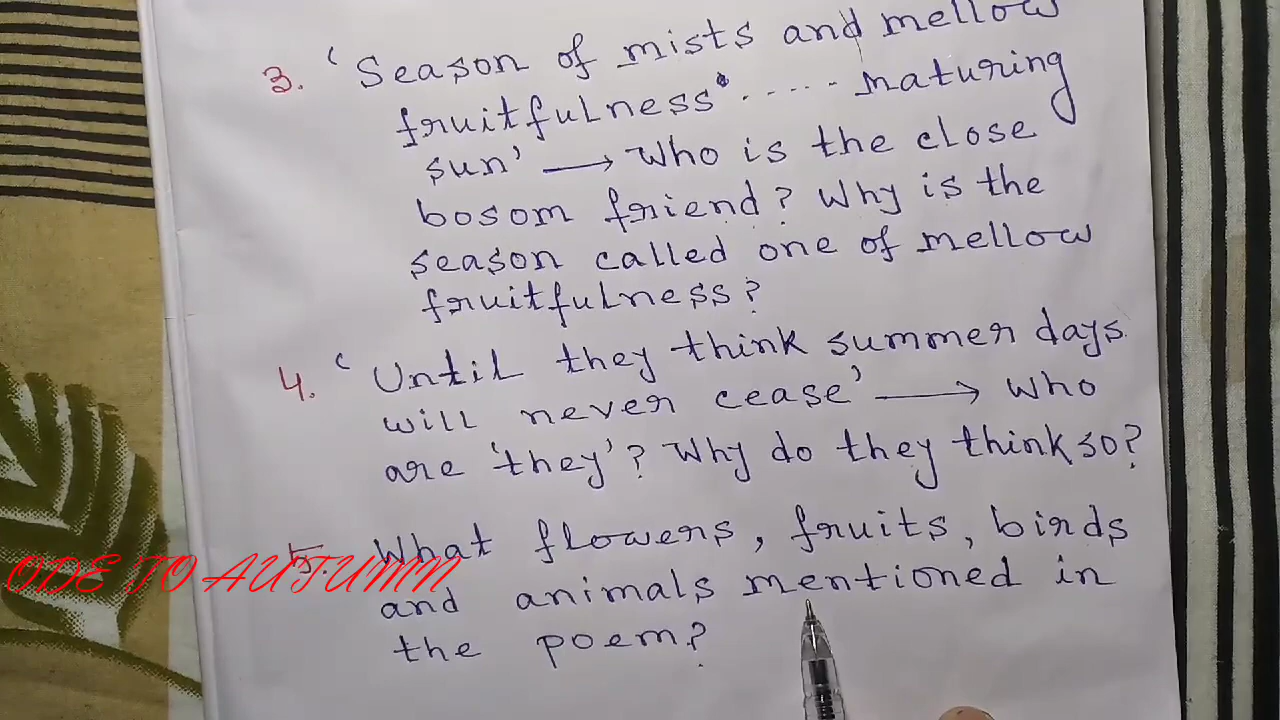 3. 'Season of mists and mellow
fruitfulness ..... maturing
sun' → Who is the close
bosom friend? Why is the
season called one of mellow
fruitfulness?
4. 'Until they think summer days
will never cease' → Who
are 'they'? Why do they think so?
5. What flowers, fruits, birds
ODE TO AUTUMN
and animals mentioned in
the poem?